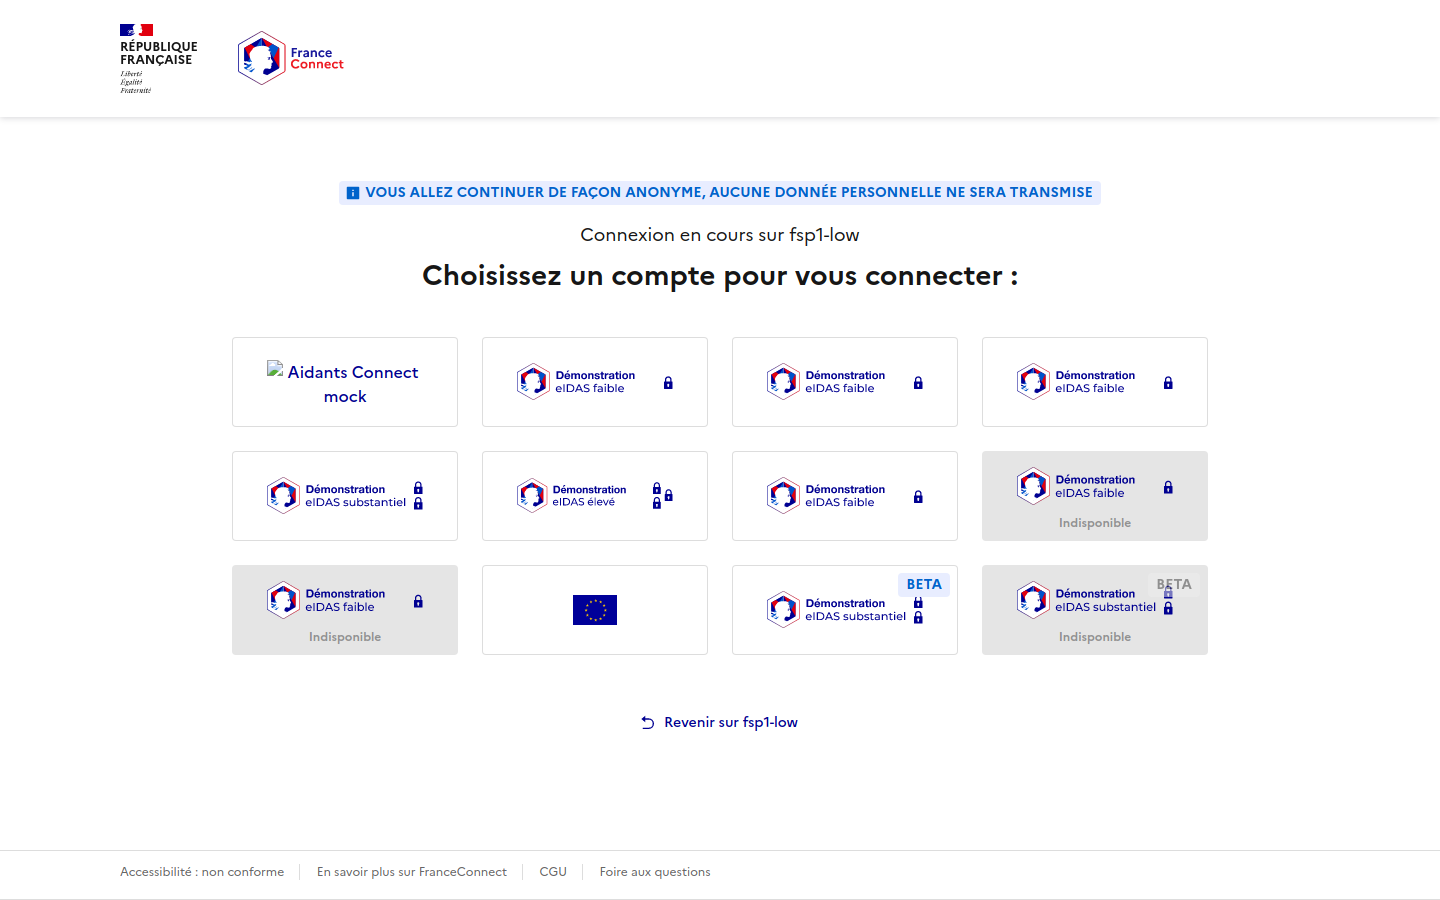 RÉPUBLIQUE
FRANÇAISE
Liberté
Égalité
Fraternité
France
Connect
VOUS ALLEZ CONTINUER DE FAÇON ANONYME, AUCUNE DONNÉE PERSONNELLE NE SERA TRANSMISE
Connexion en cours sur fsp1-low
Choisissez un compte pour vous connecter :
Aidants Connect
mock
Démonstration
eIDAS faible
Démonstration
eIDAS faible
Démonstration
eIDAS faible
Démonstration
eIDAS substantiel
Démonstration
eIDAS élevé
Démonstration
eIDAS faible
Démonstration
eIDAS faible
Indisponible
Démonstration
eIDAS faible
Indisponible
BETA
Démonstration
eIDAS substantiel
BETA
Démonstration
eIDAS substantiel
Indisponible
Revenir sur fsp1-low
Accessibilité : non conforme
En savoir plus sur FranceConnect
CGU
Foire aux questions